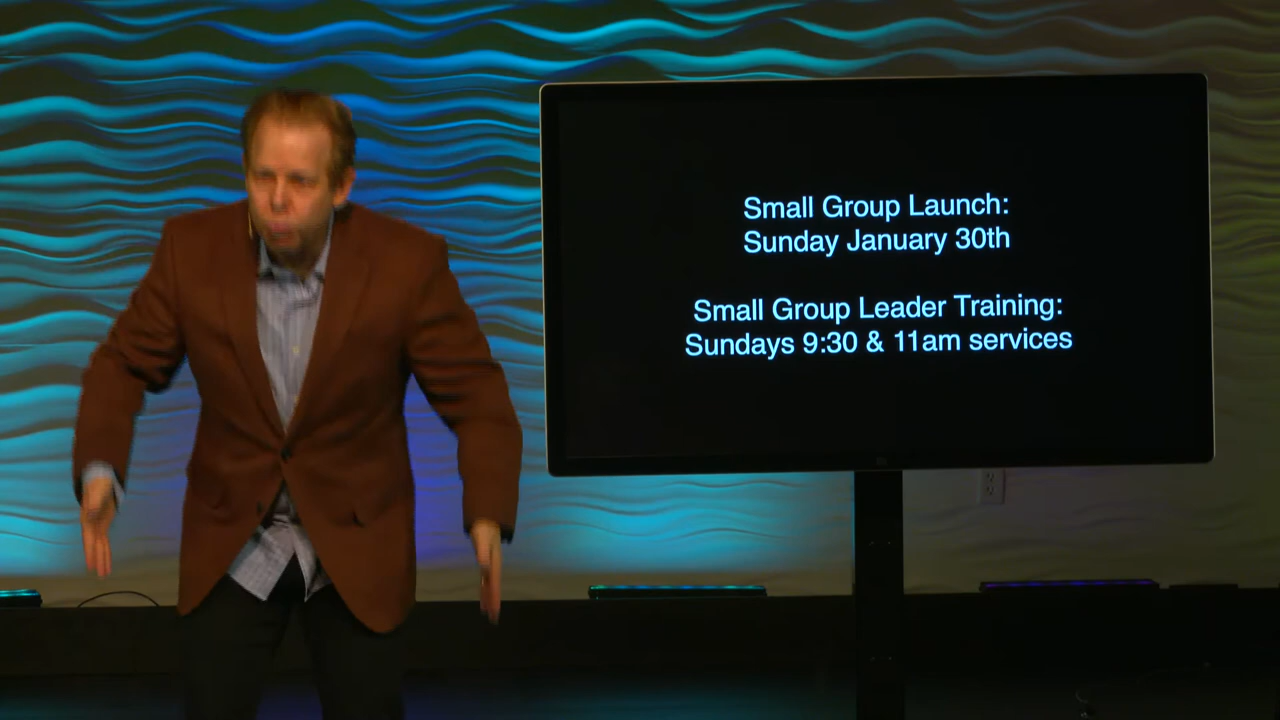 Small Group Launch:
Sunday January 30th
Small Group Leader Training:
Sundays 9:30 & 11am services